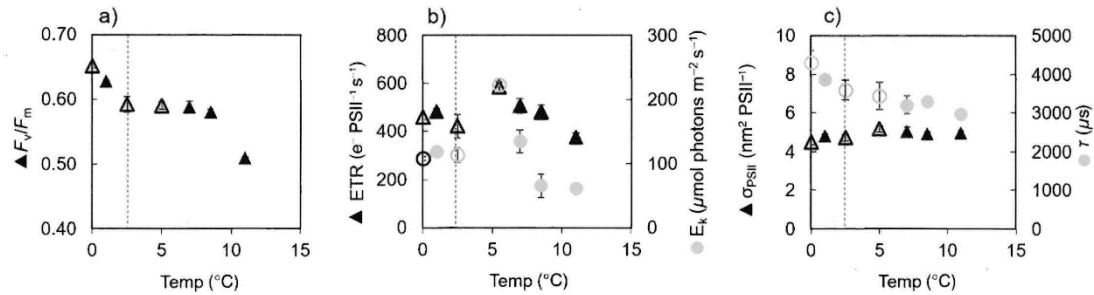 a)
0.70
0.60
0.50
0.40
▲ Fv/Fm
0 5 10 15
Temp (°C)
b)
800
600
400
200
0
▲ ETR (e⁻ PSII⁻¹ s⁻¹)
300
200
100
0
● Eₖ (μmol photons m⁻² s⁻¹)
0 5 10 15
Temp (°C)
c)
10
8
6
4
2
0
▲ σPSII (nm² PSII⁻¹)
5000
4000
3000
2000
1000
0
● τ (μs)
0 5 10 15
Temp (°C)